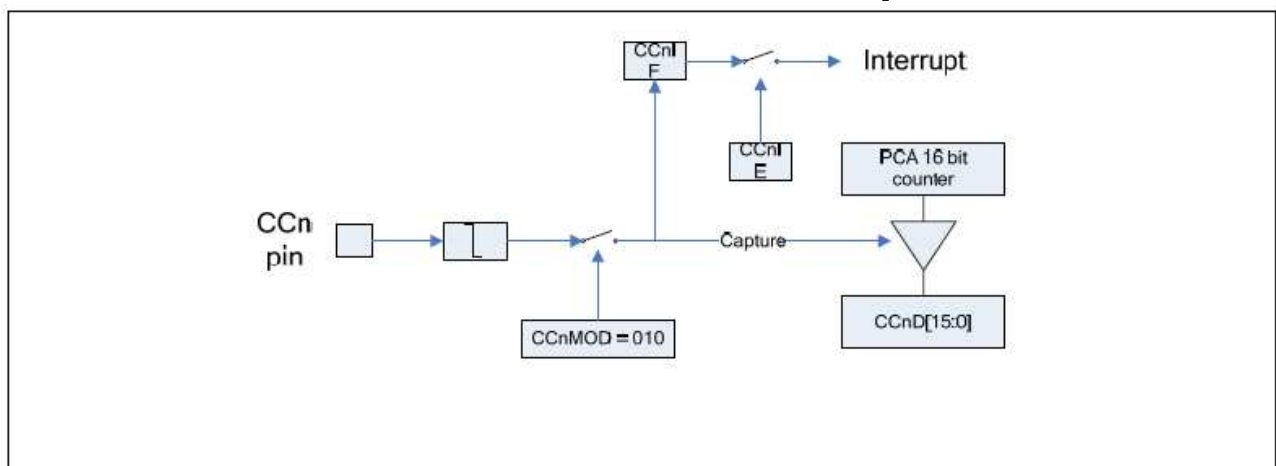 CCnI
F
Interrupt
CCnI
E
PCA 16 bit
counter
CCn
pin
Capture
CCnMOD = 010
CCnD[15:0]